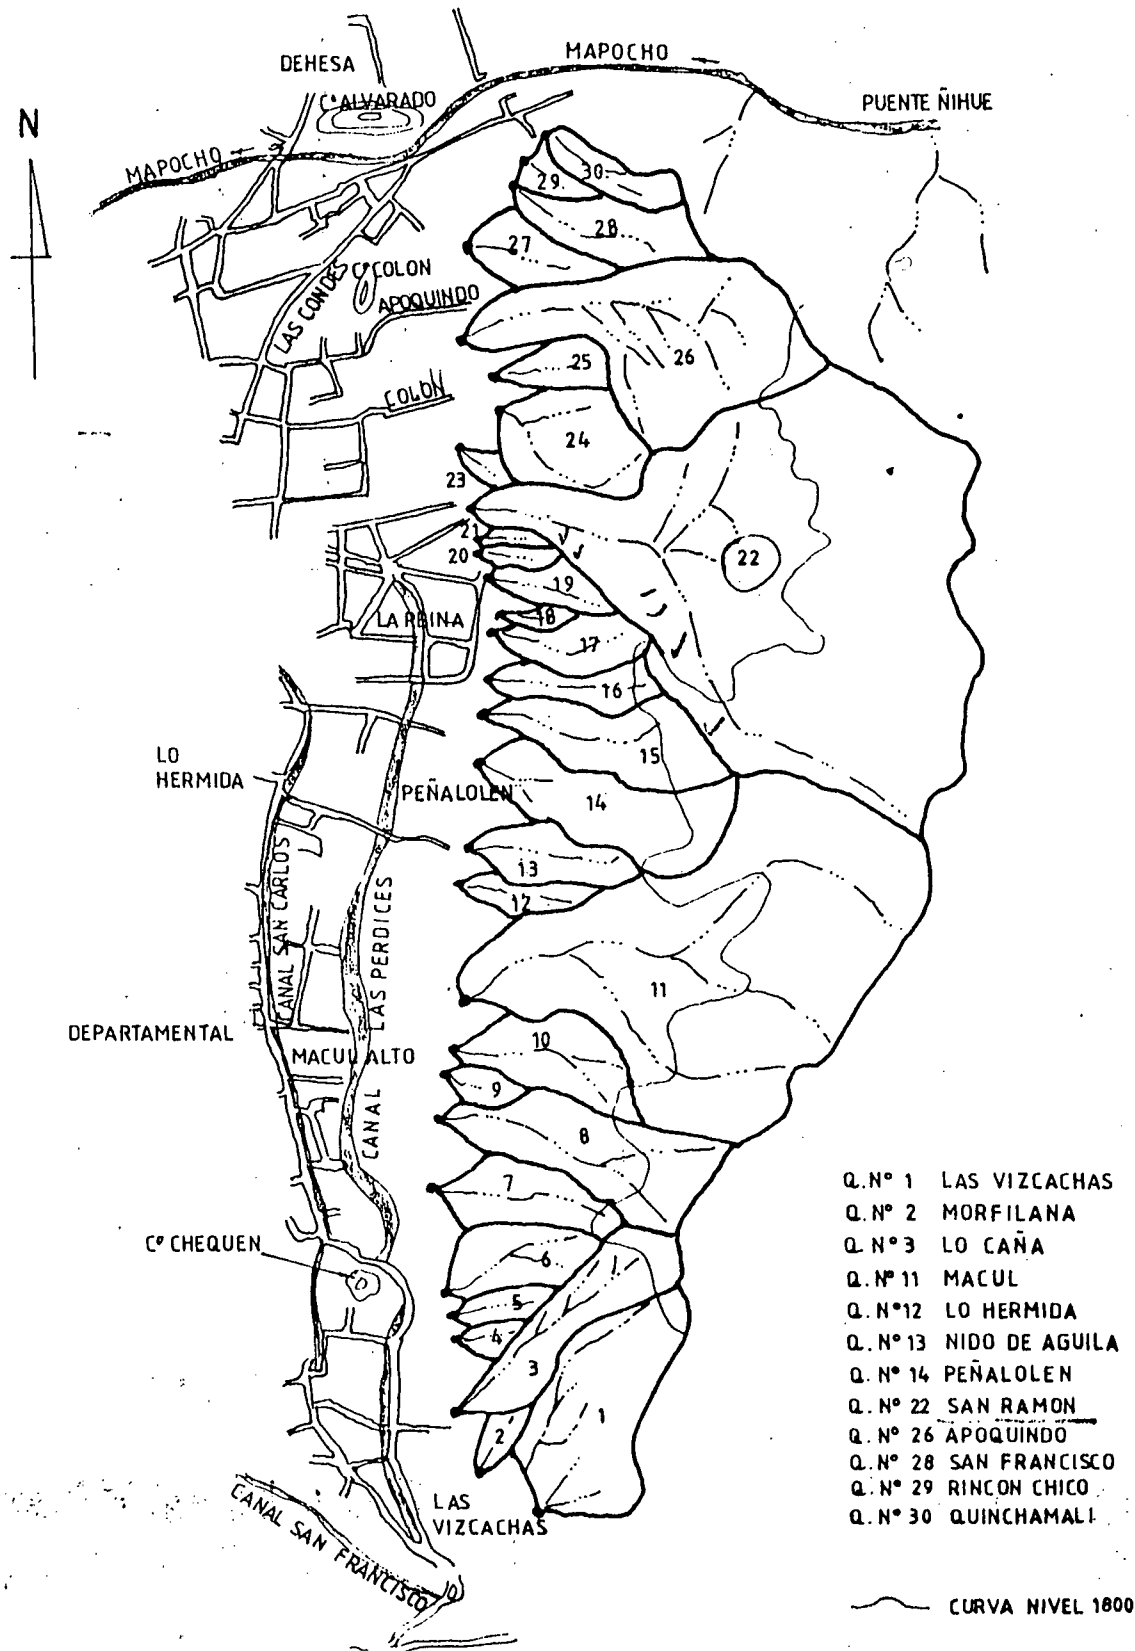 DEHESA
MAPOCHO
Cº ALVARADO
PUENTE ÑIHUE
N
MAPOCHO
30
29
28
27
Cº COLON
LAS CONDES
APOQUINDO
26
25
COLON
24
23
22
21
20
19
LA REINA
18
17
16
15
LO
HERMIDA
PEÑALOLEN
14
13
12
CANAL SAN CARLOS
CANAL LAS PERDICES
11
DEPARTAMENTAL
MACUL ALTO
10
9
8
7
Cº CHEQUEN
6
5
4
3
2
1
LAS
VIZCACHAS
CANAL SAN FRANCISCO
Q. Nº 1 LAS VIZCACHAS
Q. Nº 2 MORFILANA
Q. Nº 3 LO CAÑA
Q. Nº 11 MACUL
Q. Nº 12 LO HERMIDA
Q. Nº 13 NIDO DE AGUILA
Q. Nº 14 PEÑALOLEN
Q. Nº 22 SAN RAMON
Q. Nº 26 APOQUINDO
Q. Nº 28 SAN FRANCISCO
Q. Nº 29 RINCON CHICO
Q. Nº 30 QUINCHAMALI
CURVA NIVEL 1800